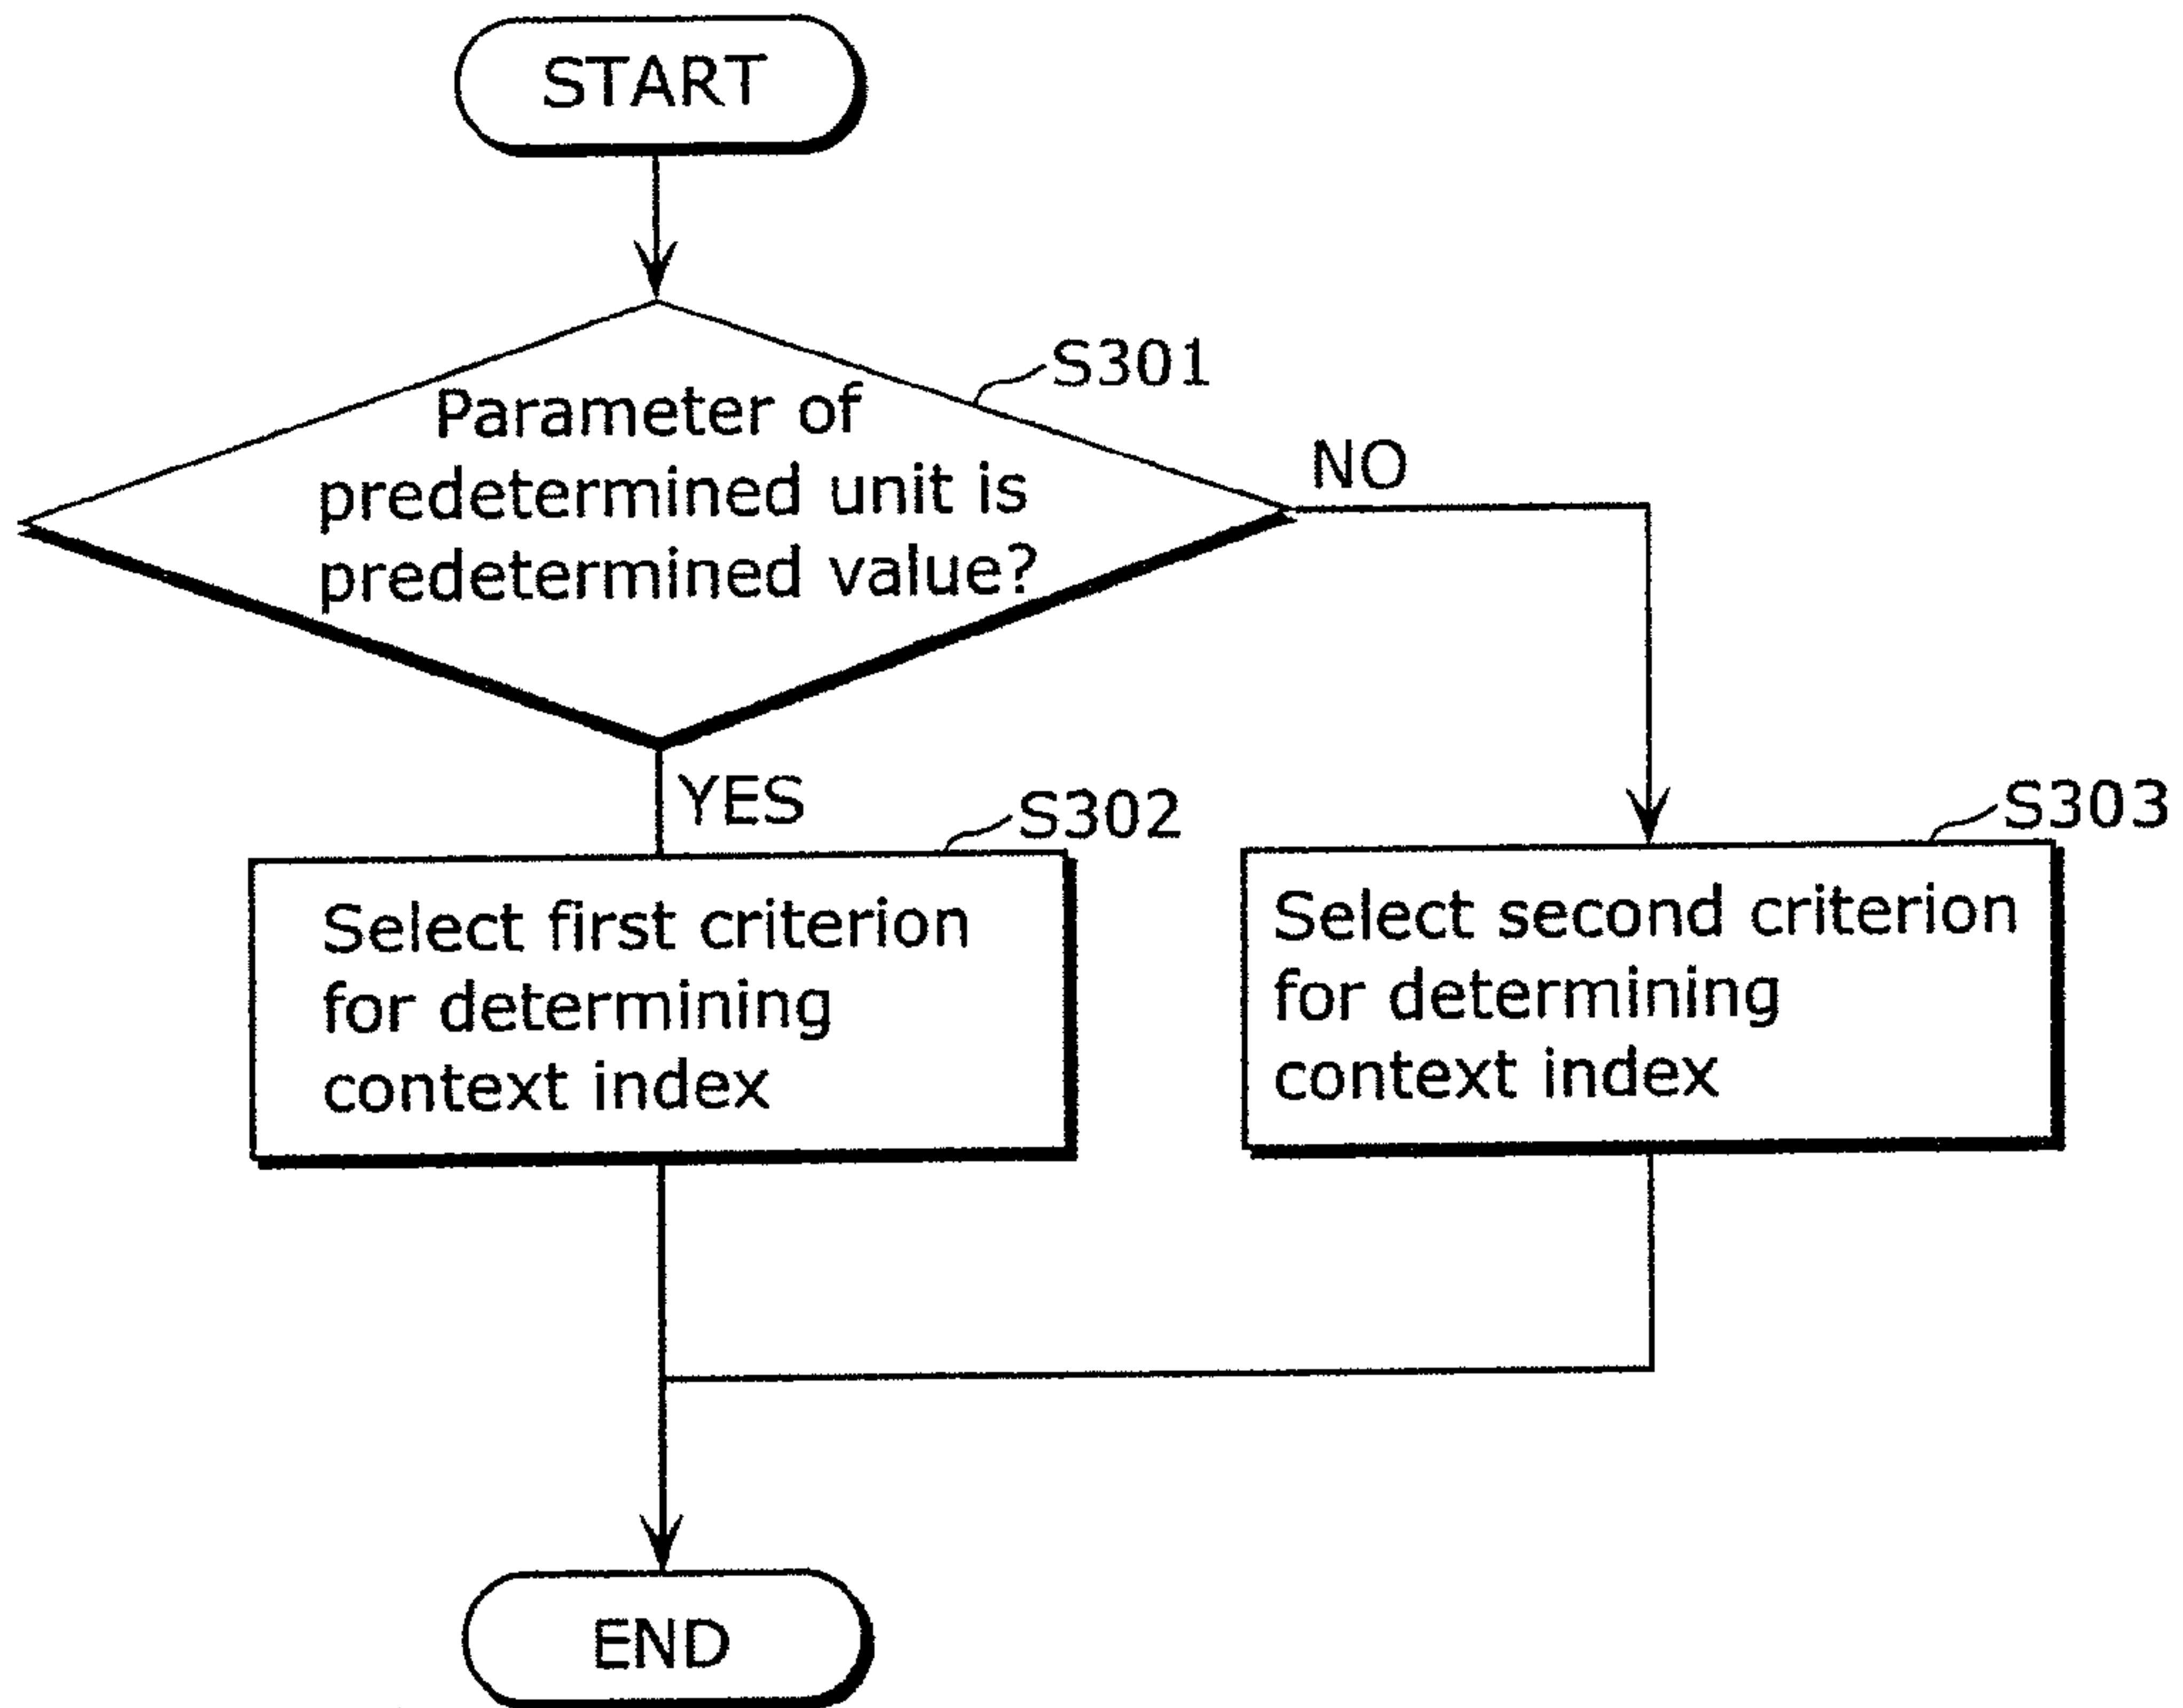 START
S301
Parameter of
predetermined unit is
predetermined value?
NO
YES
S302
Select first criterion
for determining
context index
S303
Select second criterion
for determining
context index
END